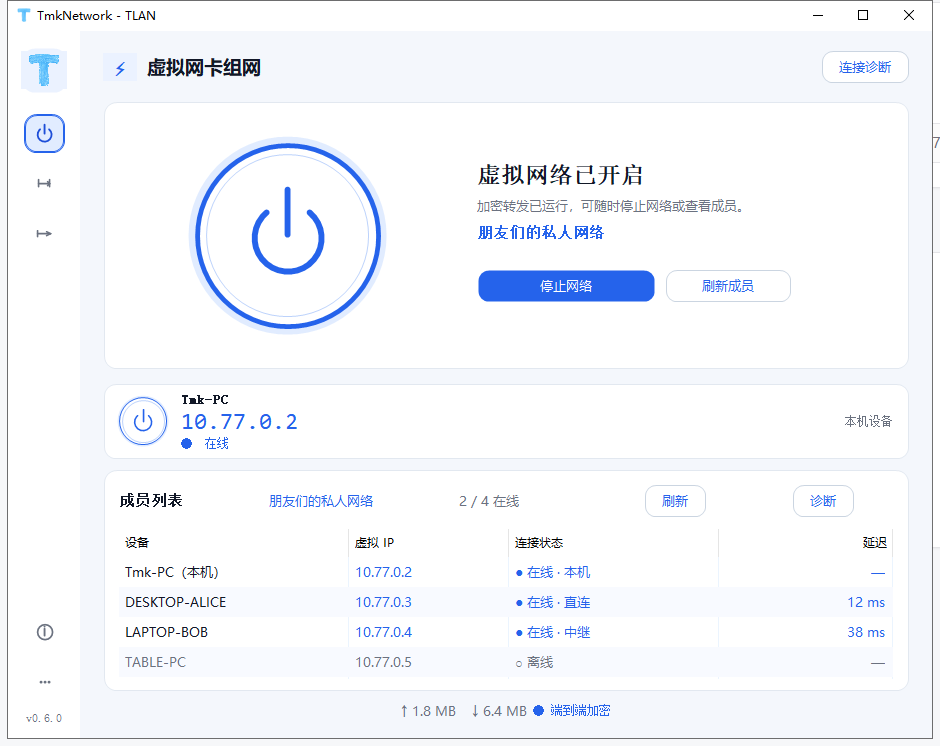 TmkNetwork - TLAN
虚拟网卡组网
连接诊断
虚拟网络已开启
加密转发已运行，可随时停止网络或查看成员。
朋友们的私人网络
停止网络 刷新成员
Tmk-PC
10.77.0.2
在线
本机设备
成员列表 朋友们的私人网络 2 / 4 在线 刷新 诊断
设备 虚拟 IP 连接状态 延迟
Tmk-PC（本机） 10.77.0.2 ● 在线 · 本机 —
DESKTOP-ALICE 10.77.0.3 ● 在线 · 直连 12 ms
LAPTOP-BOB 10.77.0.4 ● 在线 · 中继 38 ms
TABLE-PC 10.77.0.5 ○ 离线 —
↑ 1.8 MB ↓ 6.4 MB ● 端到端加密
v0.6.0